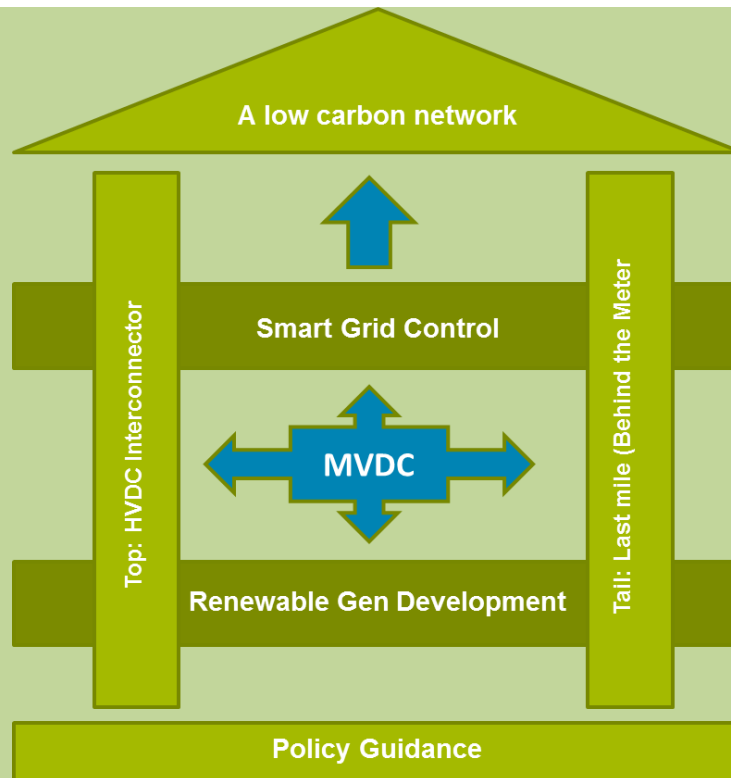 A low carbon network
Top: HVDC Interconnector
Smart Grid Control
Tail: Last mile (Behind the Meter
MVDC
Renewable Gen Development
Policy Guidance